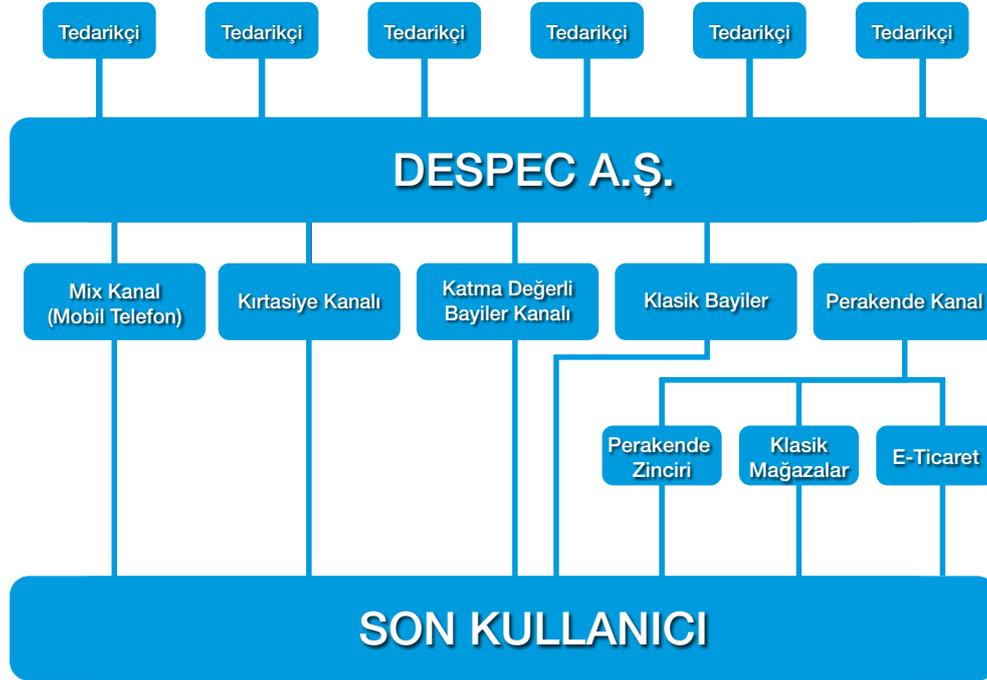 Tedarikçi
Tedarikçi
Tedarikçi
Tedarikçi
Tedarikçi
Tedarikçi
DESPEC A.Ş.
Mix Kanal
(Mobil Telefon)
Kırtasiye Kanalı
Katma Değerli
Bayiler Kanalı
Klasik Bayiler
Perakende Kanal
Perakende
Zinciri
Klasik
Mağazalar
E-Ticaret
SON KULLANICI